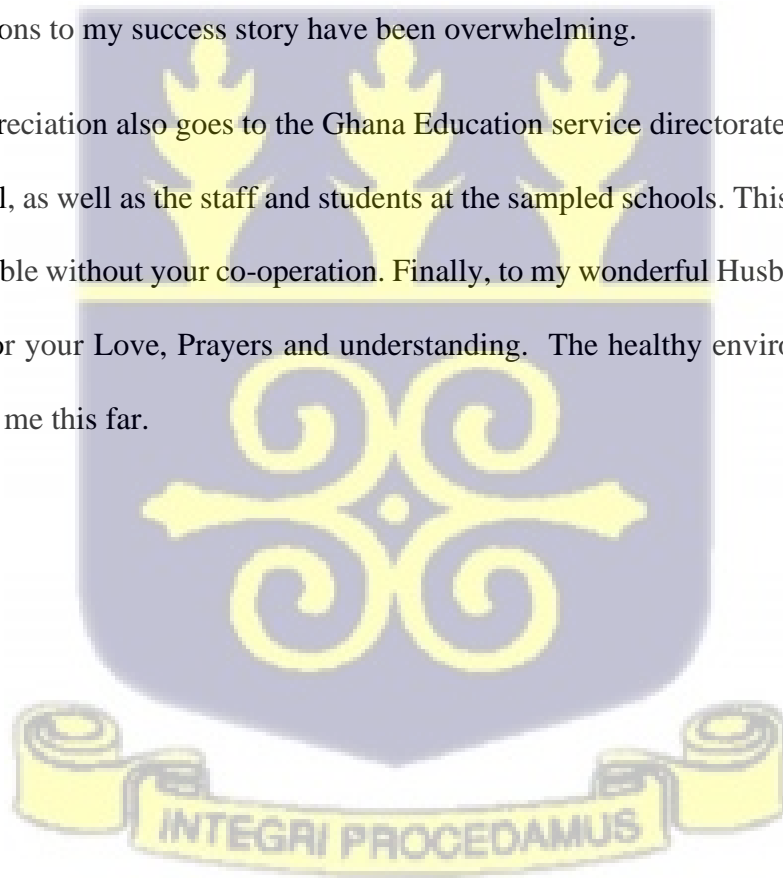 ons to my success story have been overwhelming.
reciation also goes to the Ghana Education service directorate
l, as well as the staff and students at the sampled schools. This
ble without your co-operation. Finally, to my wonderful Husb
or your Love, Prayers and understanding. The healthy enviro
me this far.
INTEGRI PROCEDAMUS